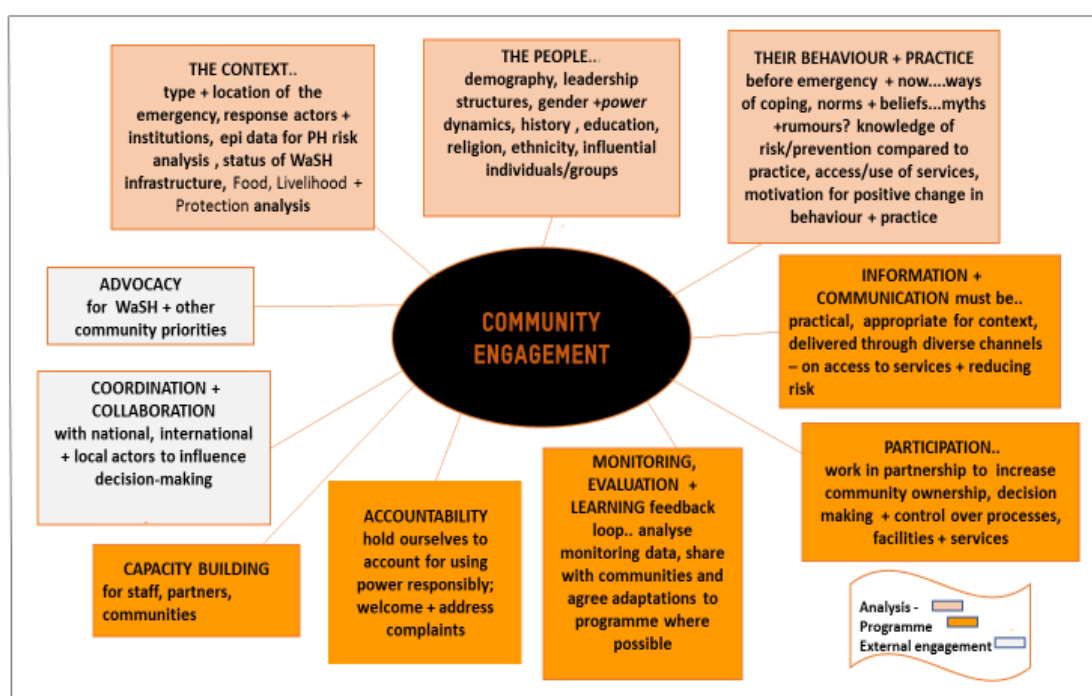 THE CONTEXT..
type + location of the
emergency, response actors +
institutions, epi data for PH risk
analysis , status of WaSH
infrastructure, Food, Livelihood +
Protection analysis
THE PEOPLE..
demography, leadership
structures, gender +power
dynamics, history , education,
religion, ethnicity, influential
individuals/groups
THEIR BEHAVIOUR + PRACTICE
before emergency + now....ways
of coping, norms + beliefs...myths
+rumours? knowledge of
risk/prevention compared to
practice, access/use of services,
motivation for positive change in
behaviour + practice
ADVOCACY
for WaSH + other
community priorities
COMMUNITY
ENGAGEMENT
INFORMATION +
COMMUNICATION must be..
practical, appropriate for context,
delivered through diverse channels
– on access to services + reducing
risk
COORDINATION +
COLLABORATION
with national, international
+ local actors to influence
decision-making
PARTICIPATION..
work in partnership to increase
community ownership, decision
making + control over processes,
facilities + services
MONITORING,
EVALUATION +
LEARNING feedback
loop.. analyse
monitoring data, share
with communities and
agree adaptations to
programme where
possible
ACCOUNTABILITY
hold ourselves to
account for using
power responsibly;
welcome + address
complaints
CAPACITY BUILDING
for staff, partners,
communities
Analysis -
Programme
External engagement